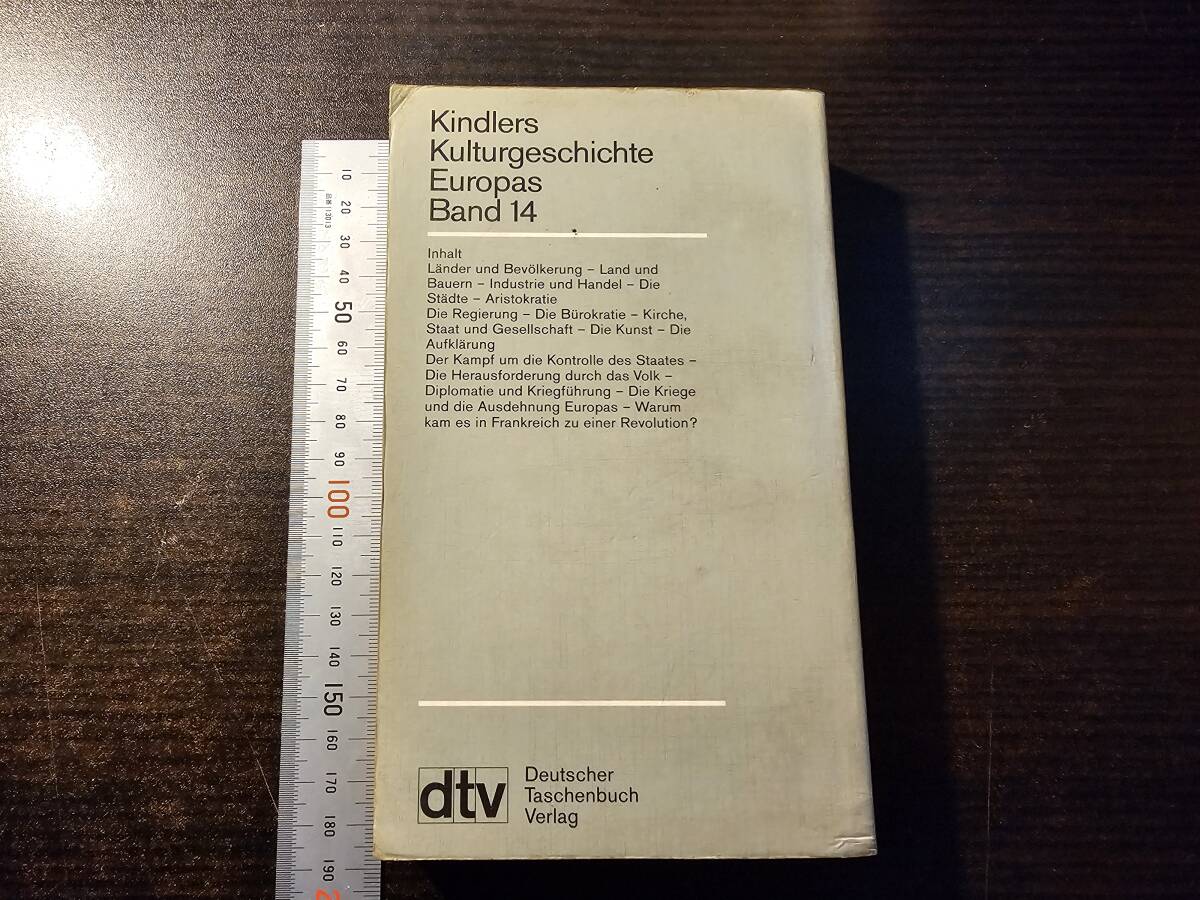 Kindlers
Kulturgeschichte
Europas
Band 14
Inhalt
Länder und Bevölkerung – Land und
Bauern – Industrie und Handel – Die
Städte – Aristokratie
Die Regierung – Die Bürokratie – Kirche,
Staat und Gesellschaft – Die Kunst – Die
Aufklärung
Der Kampf um die Kontrolle des Staates –
Die Herausforderung durch das Volk –
Diplomatie und Kriegführung – Die Kriege
und die Ausdehnung Europas – Warum
kam es in Frankreich zu einer Revolution?
dtv
Deutscher
Taschenbuch
Verlag
10
20
30
40
50
60
70
80
90
100
110
120
130
140
150
160
170
180
190
品番 13013